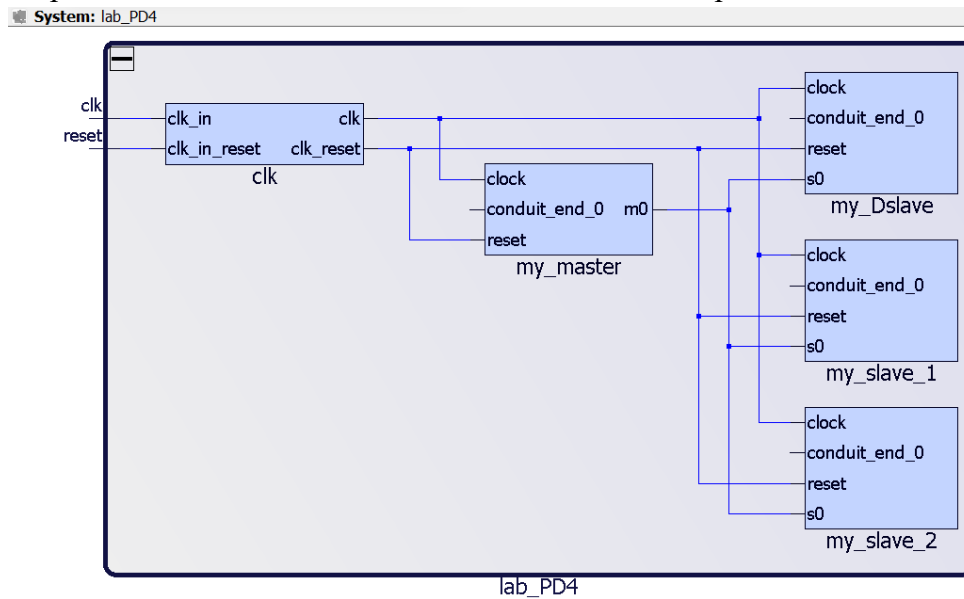 System: lab_PD4
clk
reset
clk_in clk
clk_in_reset clk_reset
clk
clock
conduit_end_0 m0
reset
my_master
clock
conduit_end_0
reset
s0
my_Dslave
clock
conduit_end_0
reset
s0
my_slave_1
clock
conduit_end_0
reset
s0
my_slave_2
lab_PD4